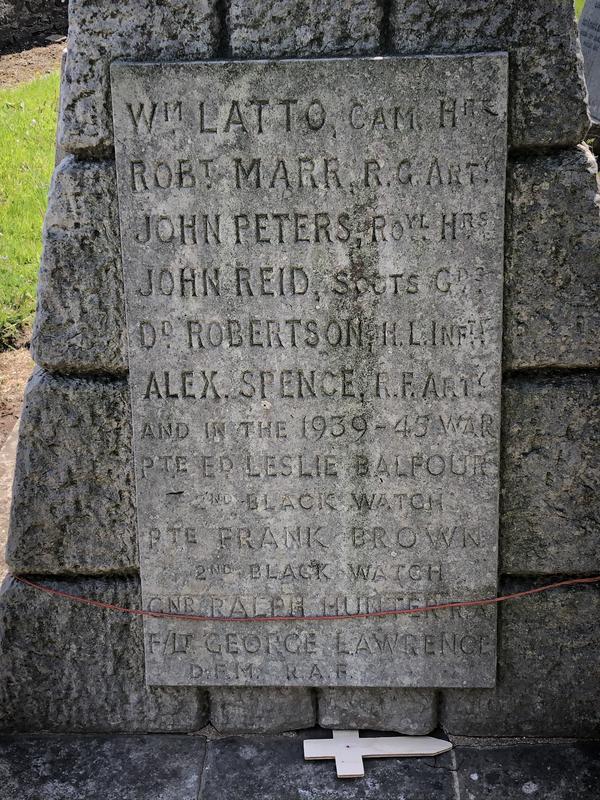 Wᴹ LATTO, CAM. Hᴿˢ
ROBᵀ MARR, R.G. ARTʸ
JOHN PETERS, ROYᴸ Hᴿˢ
JOHN REID, SCOTS Gᴰˢ
Dᴰ ROBERTSON, H.L. INFᵀʸ
ALEX. SPENCE, R.F. ARTʸ
AND IN THE 1939-45 WAR
PTE ED LESLIE BALFOUR
2ND BLACK WATCH
PTE FRANK BROWN
2ND BLACK WATCH
GNR RALPH HUNTER R.A.
F/LT GEORGE LAWRENCE
D.F.M. R.A.F.